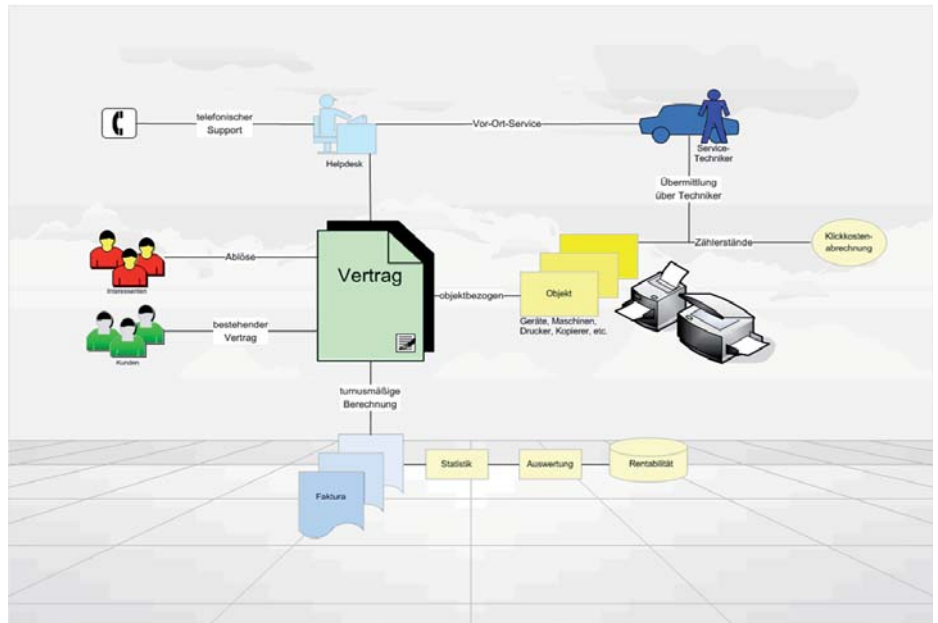 telefonischer
Support
Helpdesk
Vor-Ort-Service
Service-
Techniker
Übermittlung
über Techniker
Zählerstände
Klickkosten-
abrechnung
Ablöse
Interessenten
Vertrag
objektbezogen
Objekt
Geräte, Maschinen,
Drucker, Kopierer, etc.
bestehender
Vertrag
Kunden
turnusmäßige
Berechnung
Faktura
Statistik
Auswertung
Rentabilität